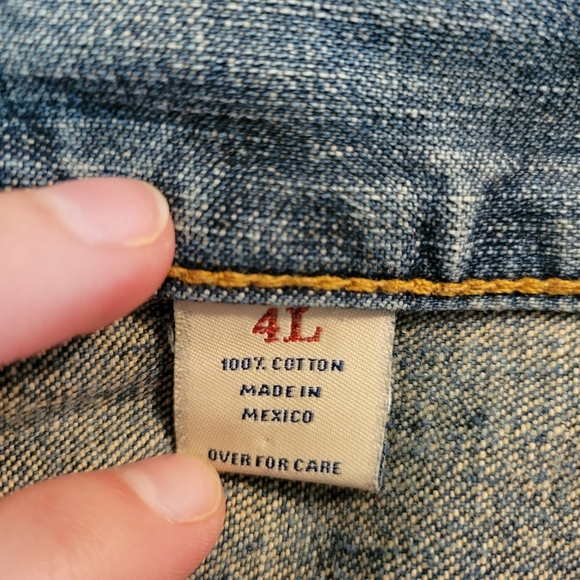 4L
100% COTTON
MADE IN
MEXICO
OVER FOR CARE